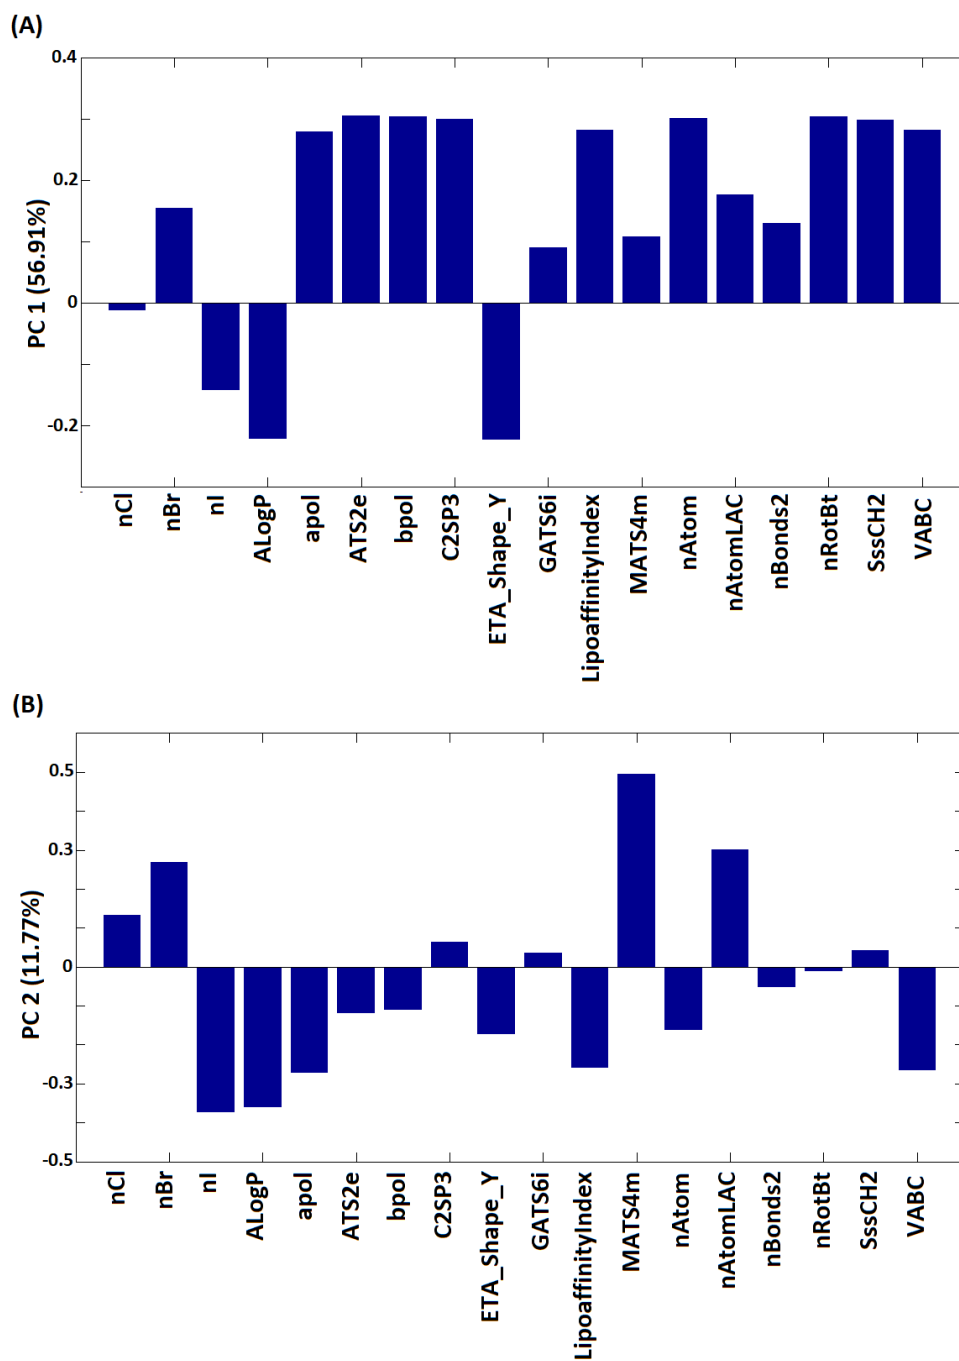 (A)
0.4
0.2
0
-0.2
PC 1 (56.91%)
nCl
nBr
nI
ALogP
apol
ATS2e
bpol
C2SP3
ETA_Shape_Y
GATS6i
LipoaffinityIndex
MATS4m
nAtom
nAtomLAC
nBonds2
nRotBt
SssCH2
VABC
(B)
0.5
0.3
0
-0.3
-0.5
PC 2 (11.77%)
nCl
nBr
nI
ALogP
apol
ATS2e
bpol
C2SP3
ETA_Shape_Y
GATS6i
LipoaffinityIndex
MATS4m
nAtom
nAtomLAC
nBonds2
nRotBt
SssCH2
VABC